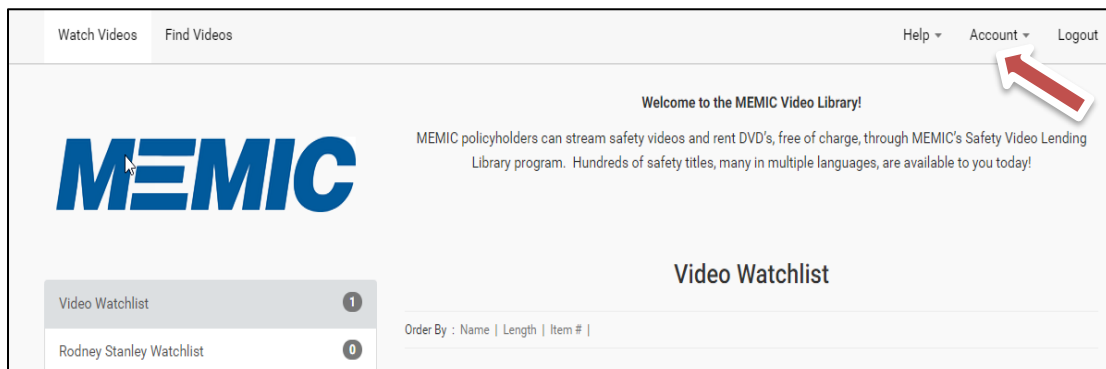 Watch Videos Find Videos Help Account Logout
Welcome to the MEMIC Video Library!
MEMIC policyholders can stream safety videos and rent DVD's, free of charge, through MEMIC's Safety Video Lending
Library program. Hundreds of safety titles, many in multiple languages, are available to you today!
MEMIC
Video Watchlist
Video Watchlist 1
Order By : Name | Length | Item # |
Rodney Stanley Watchlist 0